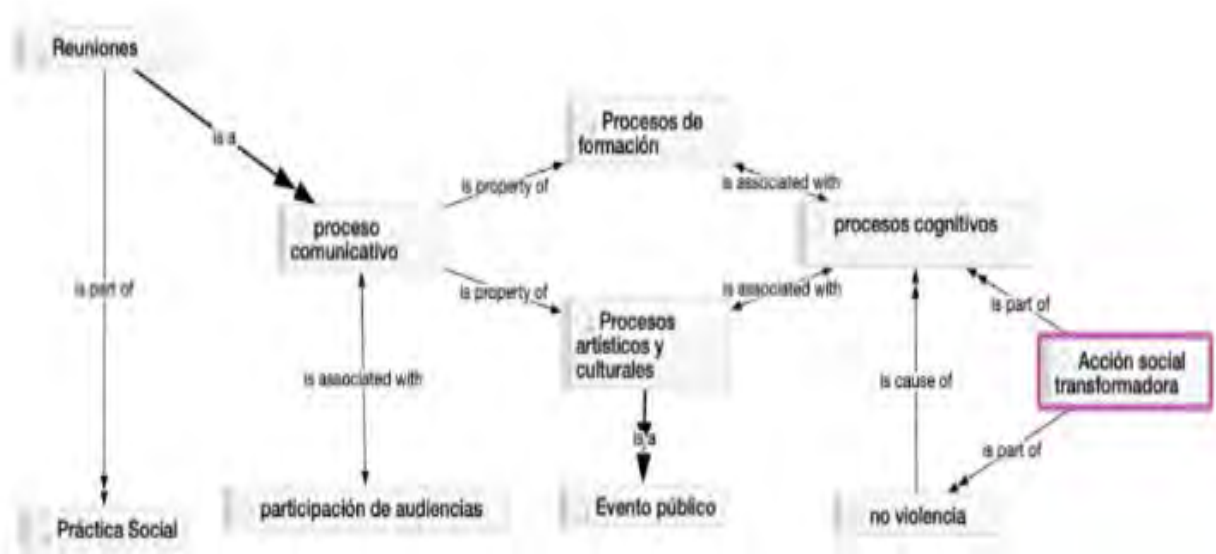 Reuniones
Procesos de
formación
is a
is property of
is associated with
proceso
comunicativo
procesos cognitivos
is part of
is property of
is associated with
is part of
Procesos
artísticos y
culturales
Acción social
transformadora
is associated with
is cause of
is a
is part of
Práctica Social
participación de audiencias
Evento público
no violencia